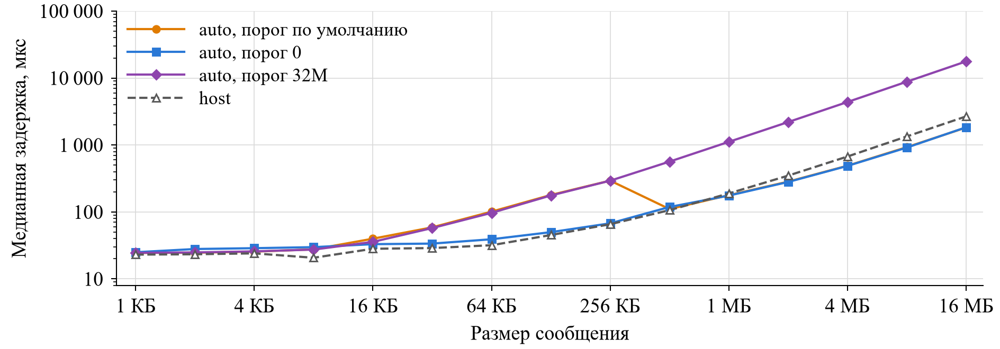 100 000
10 000
1 000
100
10
Медианная задержка, мкс
auto, порог по умолчанию
auto, порог 0
auto, порог 32M
host
1 КБ 4 КБ 16 КБ 64 КБ 256 КБ 1 МБ 4 МБ 16 МБ
Размер сообщения